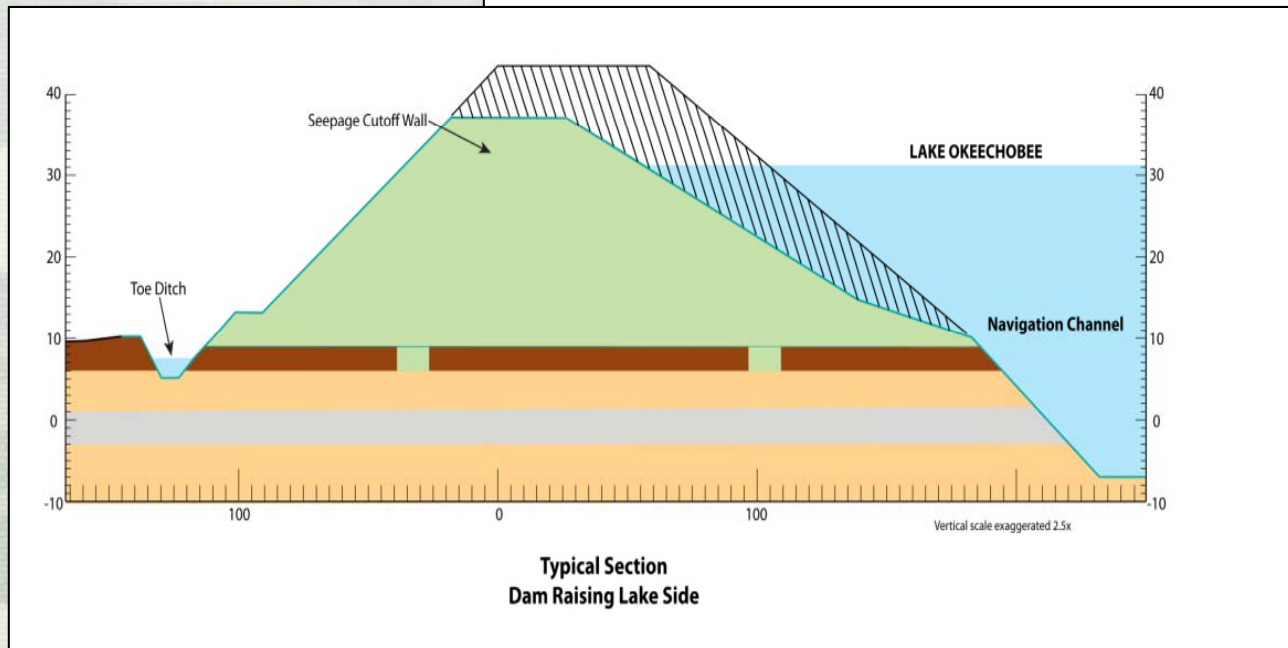 40
30
20
10
0
-10
Seepage Cutoff Wall
Toe Ditch
LAKE OKEECHOBEE
Navigation Channel
40
30
20
10
0
-10
100
0
100
Vertical scale exaggerated 2.5x
Typical Section
Dam Raising Lake Side